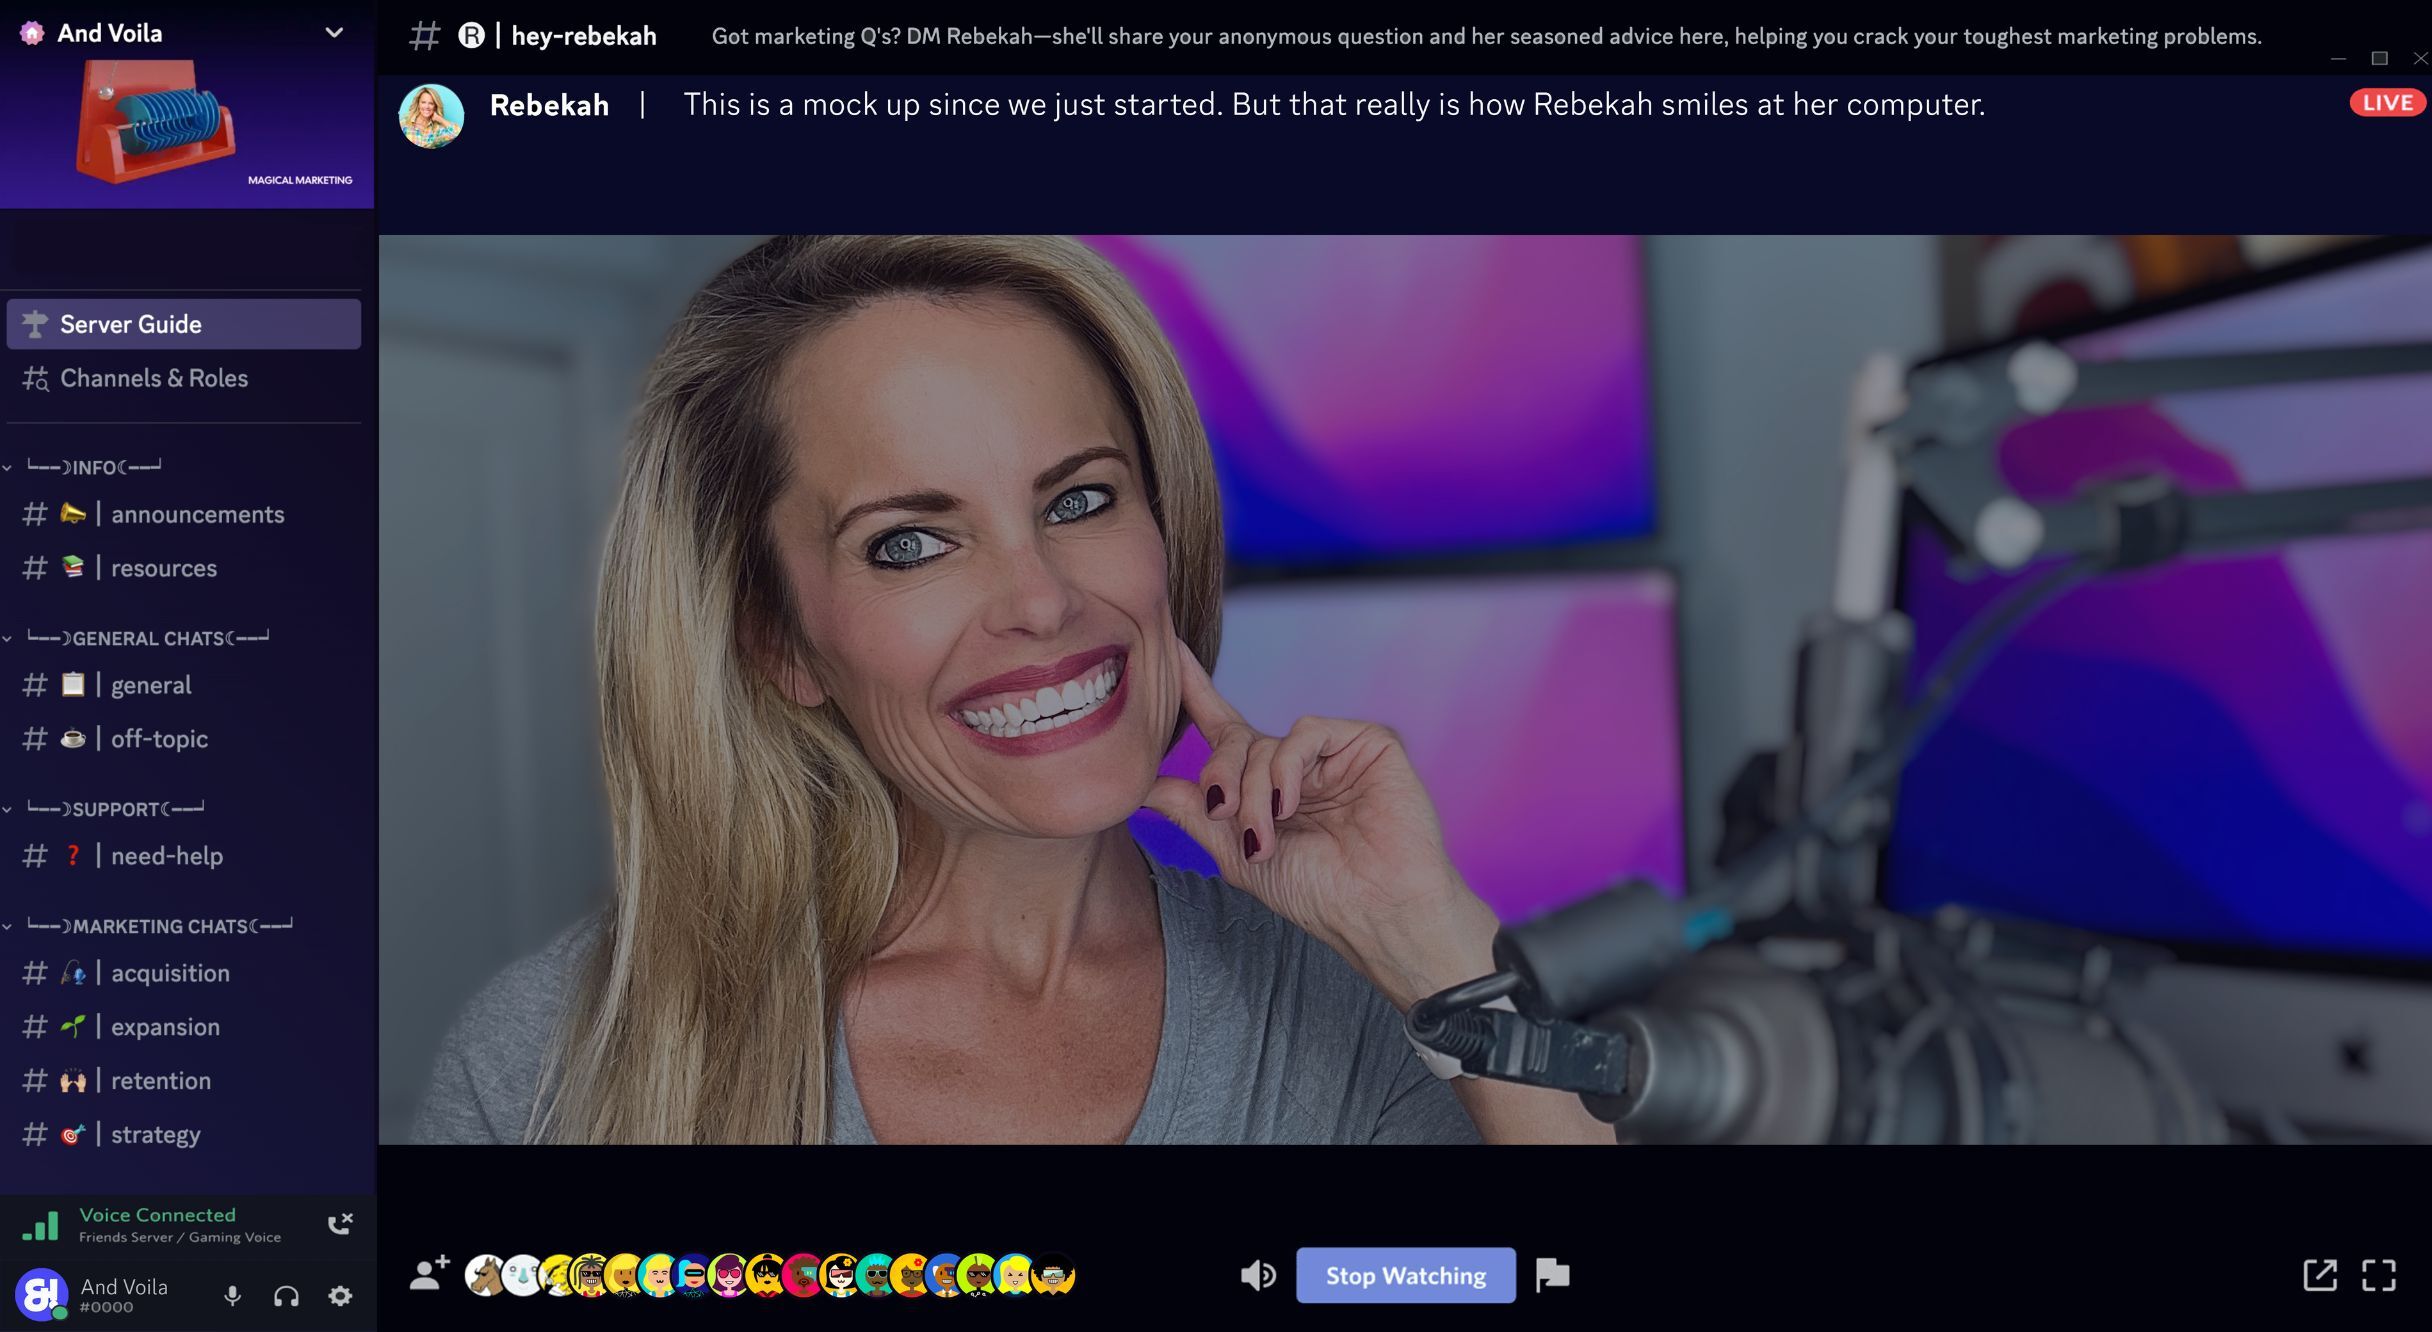 And Voila
MAGICAL MARKETING
Server Guide
Channels & Roles
INFO
# | announcements
# | resources
GENERAL CHATS
# | general
# | off-topic
SUPPORT
# ❓ | need-help
MARKETING CHATS
# | acquisition
# | expansion
# | retention
# | strategy
Voice Connected
Friends Server / Gaming Voice
&!
And Voila
#0000
# Ⓡ | hey-rebekah
Got marketing Q's? DM Rebekah—she'll share your anonymous question and her seasoned advice here, helping you crack your toughest marketing problems.
Rebekah | This is a mock up since we just started. But that really is how Rebekah smiles at her computer.
LIVE
Stop Watching